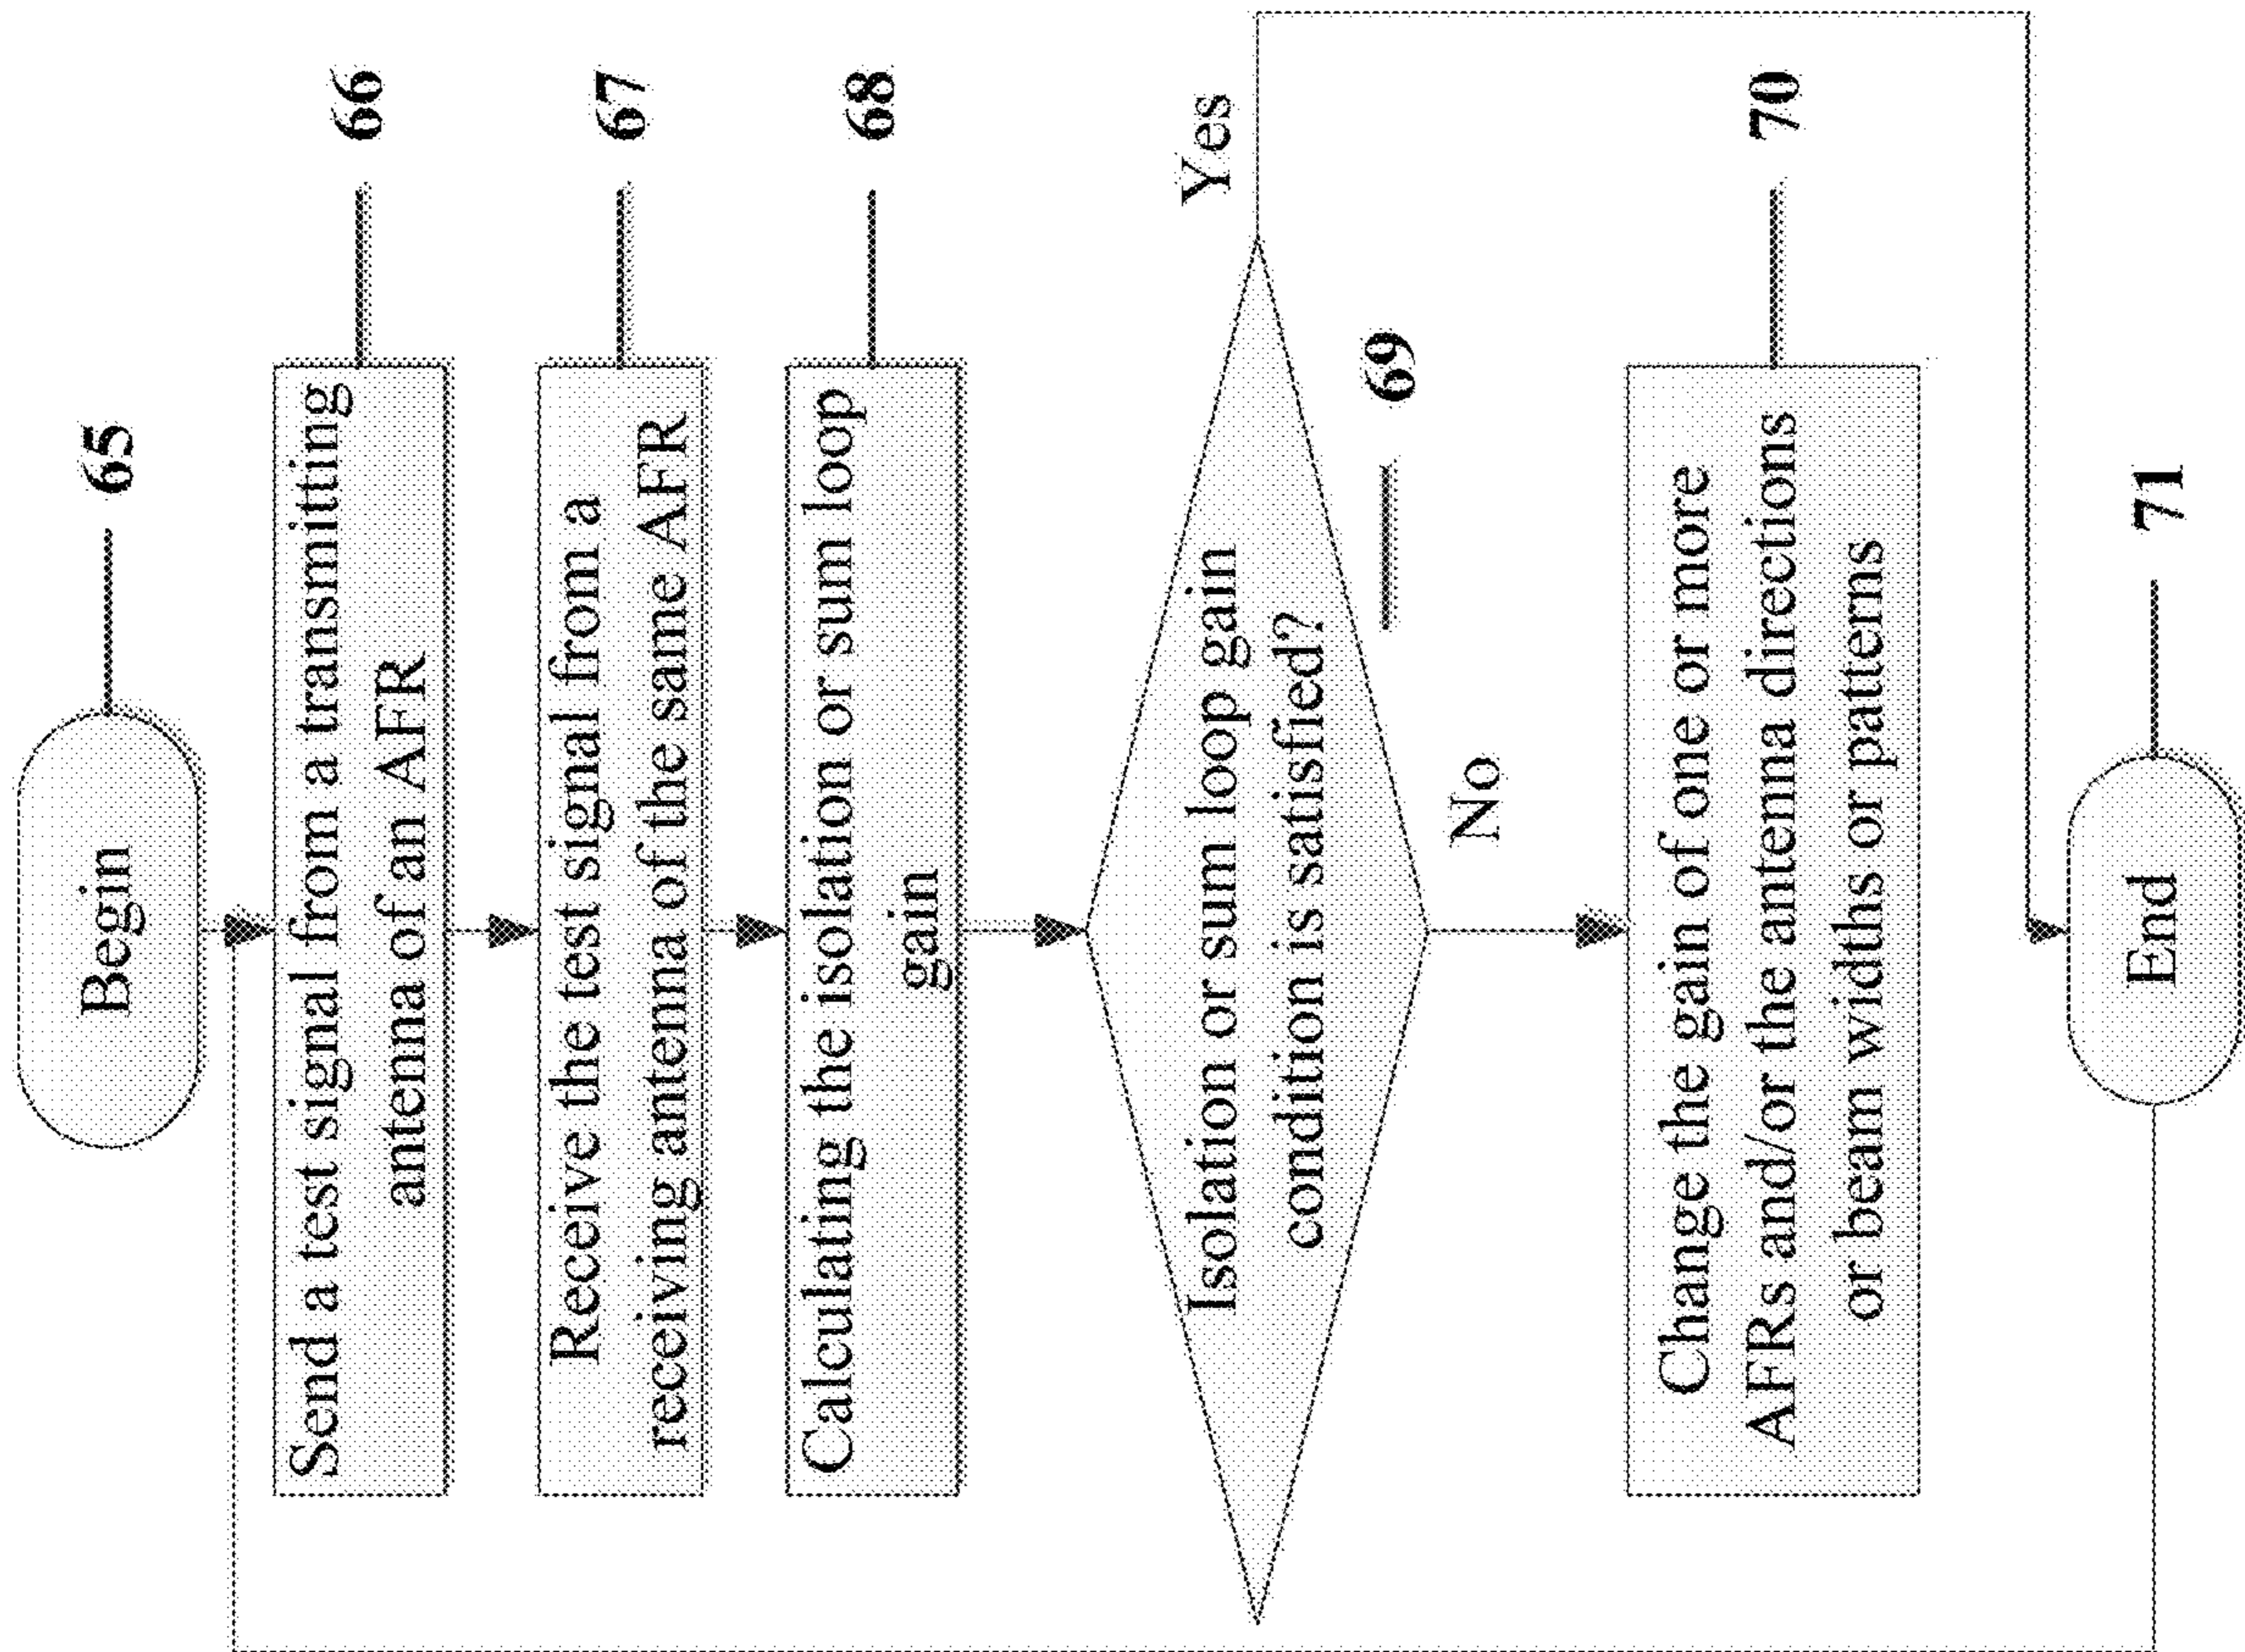 Begin
65
Send a test signal from a transmitting
antenna of an AFR
66
Receive the test signal from a
receiving antenna of the same AFR
67
Calculating the isolation or sum loop
gain
68
Isolation or sum loop gain
condition is satisfied?
69
Yes
No
Change the gain of one or more
AFRs and/or the antenna directions
or beam widths or patterns
70
End
71